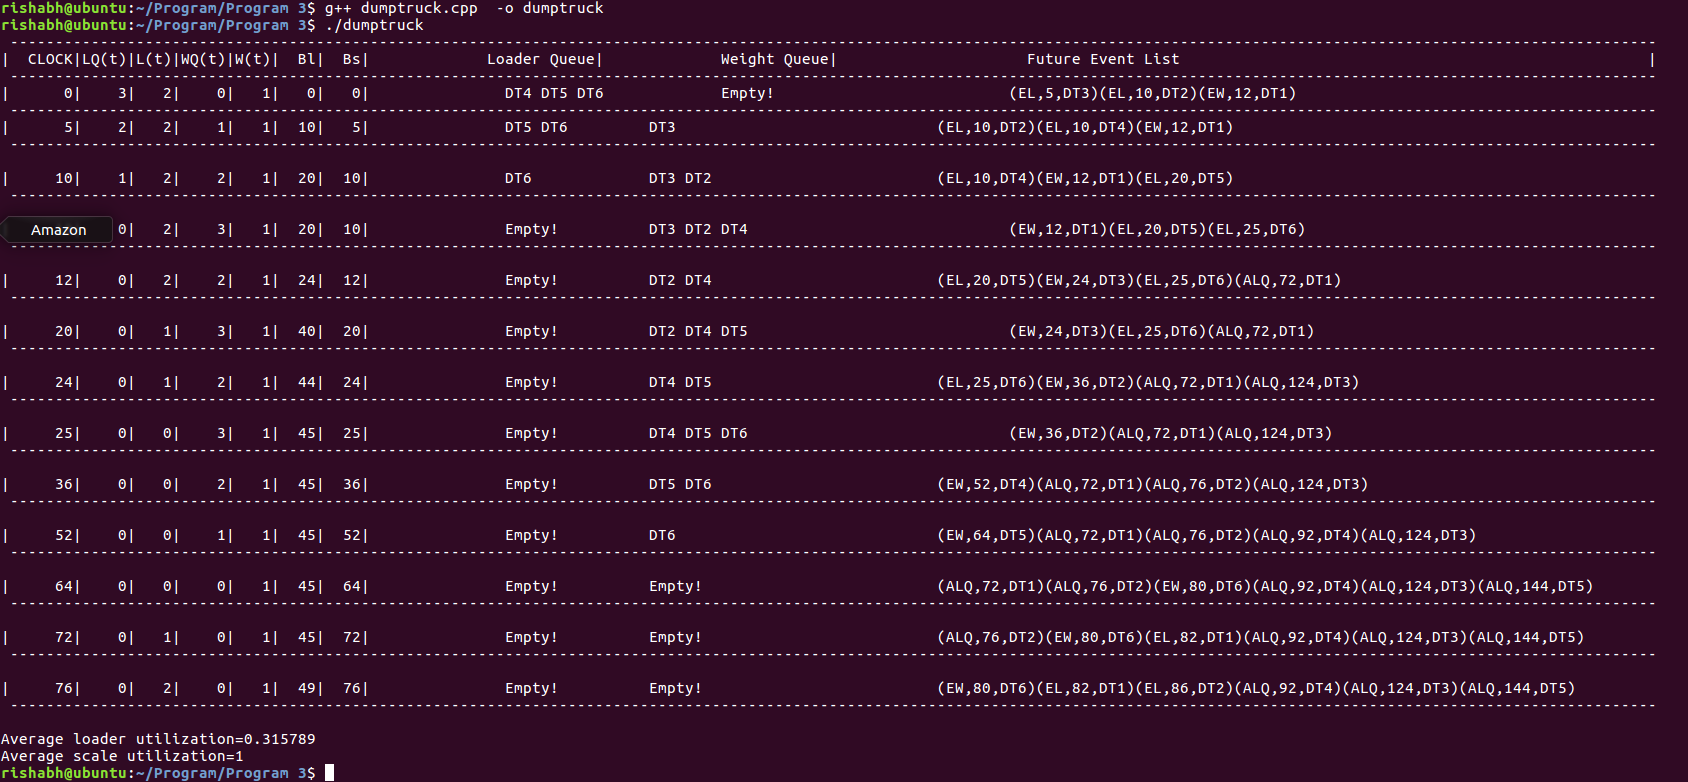 rishabh@ubuntu:~/Program/Program 3$ g++ dumptruck.cpp  -o dumptruck
rishabh@ubuntu:~/Program/Program 3$ ./dumptruck
|  CLOCK|LQ(t)|L(t)|WQ(t)|W(t)|  Bl|  Bs|             Loader Queue|             Weight Queue|                     Future Event List                                                    |
|      0|    3|   2|    0|   1|   0|   0|               DT4 DT5 DT6             Empty!                          (EL,5,DT3)(EL,10,DT2)(EW,12,DT1)
|      5|    2|   2|    1|   1|  10|   5|               DT5 DT6         DT3                             (EL,10,DT2)(EL,10,DT4)(EW,12,DT1)
|     10|    1|   2|    2|   1|  20|  10|               DT6             DT3 DT2                         (EL,10,DT4)(EW,12,DT1)(EL,20,DT5)
Amazon 0|   2|    3|   1|  20|  10|               Empty!          DT3 DT2 DT4                             (EW,12,DT1)(EL,20,DT5)(EL,25,DT6)
|     12|    0|   2|    2|   1|  24|  12|               Empty!          DT2 DT4                         (EL,20,DT5)(EW,24,DT3)(EL,25,DT6)(ALQ,72,DT1)
|     20|    0|   1|    3|   1|  40|  20|               Empty!          DT2 DT4 DT5                             (EW,24,DT3)(EL,25,DT6)(ALQ,72,DT1)
|     24|    0|   1|    2|   1|  44|  24|               Empty!          DT4 DT5                         (EL,25,DT6)(EW,36,DT2)(ALQ,72,DT1)(ALQ,124,DT3)
|     25|    0|   0|    3|   1|  45|  25|               Empty!          DT4 DT5 DT6                             (EW,36,DT2)(ALQ,72,DT1)(ALQ,124,DT3)
|     36|    0|   0|    2|   1|  45|  36|               Empty!          DT5 DT6                         (EW,52,DT4)(ALQ,72,DT1)(ALQ,76,DT2)(ALQ,124,DT3)
|     52|    0|   0|    1|   1|  45|  52|               Empty!          DT6                             (EW,64,DT5)(ALQ,72,DT1)(ALQ,76,DT2)(ALQ,92,DT4)(ALQ,124,DT3)
|     64|    0|   0|    0|   1|  45|  64|               Empty!          Empty!                          (ALQ,72,DT1)(ALQ,76,DT2)(EW,80,DT6)(ALQ,92,DT4)(ALQ,124,DT3)(ALQ,144,DT5)
|     72|    0|   1|    0|   1|  45|  72|               Empty!          Empty!                          (ALQ,76,DT2)(EW,80,DT6)(EL,82,DT1)(ALQ,92,DT4)(ALQ,124,DT3)(ALQ,144,DT5)
|     76|    0|   2|    0|   1|  49|  76|               Empty!          Empty!                          (EW,80,DT6)(EL,82,DT1)(EL,86,DT2)(ALQ,92,DT4)(ALQ,124,DT3)(ALQ,144,DT5)
Average loader utilization=0.315789
Average scale utilization=1
rishabh@ubuntu:~/Program/Program 3$